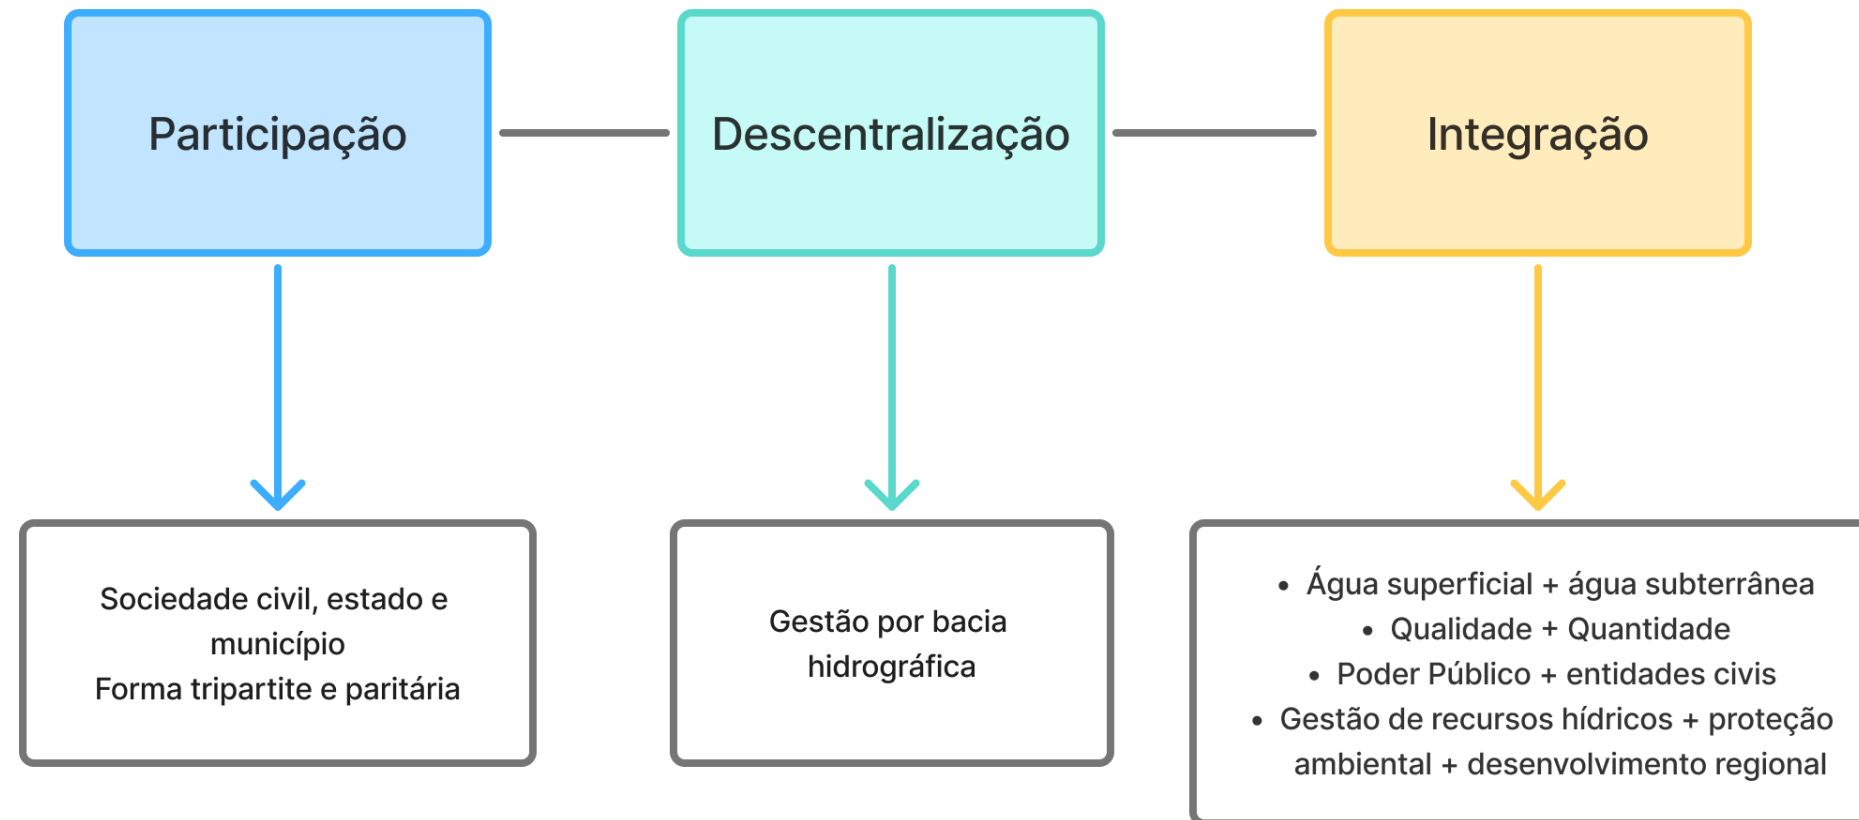 Participação
Descentralização
Integração
Sociedade civil, estado e
município
Forma tripartite e paritária
Gestão por bacia
hidrográfica
• Água superficial + água subterrânea
• Qualidade + Quantidade
• Poder Público + entidades civis
• Gestão de recursos hídricos + proteção
ambiental + desenvolvimento regional